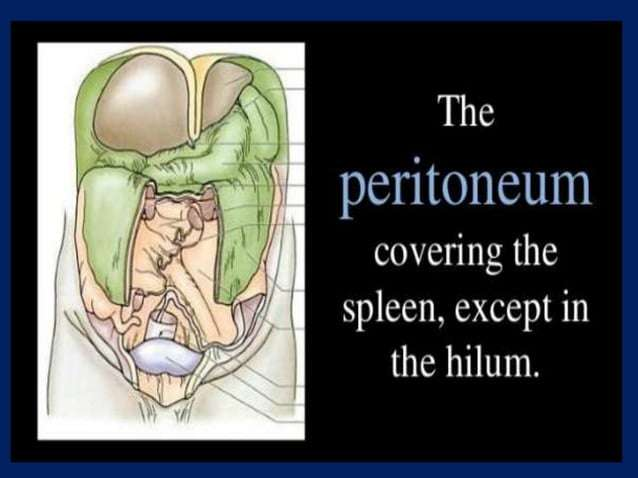 The
peritoneum
covering the
spleen, except in
the hilum.